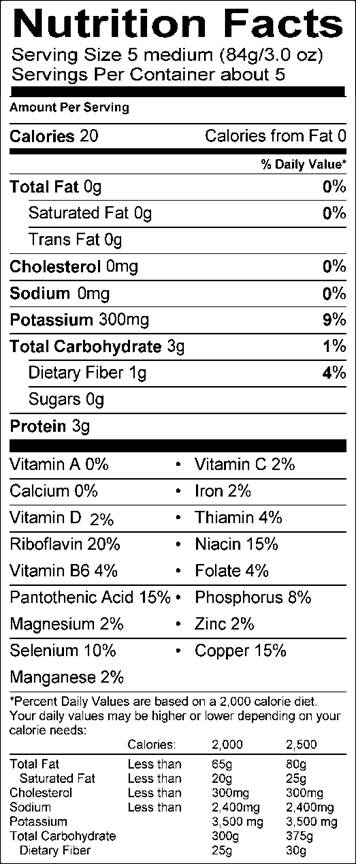 Nutrition Facts
Serving Size 5 medium (84g/3.0 oz)
Servings Per Container about 5
Amount Per Serving
Calories 20 Calories from Fat 0
% Daily Value*
Total Fat 0g 0%
Saturated Fat 0g 0%
Trans Fat 0g
Cholesterol 0mg 0%
Sodium 0mg 0%
Potassium 300mg 9%
Total Carbohydrate 3g 1%
Dietary Fiber 1g 4%
Sugars 0g
Protein 3g
Vitamin A 0% • Vitamin C 2%
Calcium 0% • Iron 2%
Vitamin D 2% • Thiamin 4%
Riboflavin 20% • Niacin 15%
Vitamin B6 4% • Folate 4%
Pantothenic Acid 15% • Phosphorus 8%
Magnesium 2% • Zinc 2%
Selenium 10% • Copper 15%
Manganese 2%
*Percent Daily Values are based on a 2,000 calorie diet.
Your daily values may be higher or lower depending on your
calorie needs:
Calories: 2,000 2,500
Total Fat Less than 65g 80g
Saturated Fat Less than 20g 25g
Cholesterol Less than 300mg 300mg
Sodium Less than 2,400mg 2,400mg
Potassium 3,500 mg 3,500 mg
Total Carbohydrate 300g 375g
Dietary Fiber 25g 30g